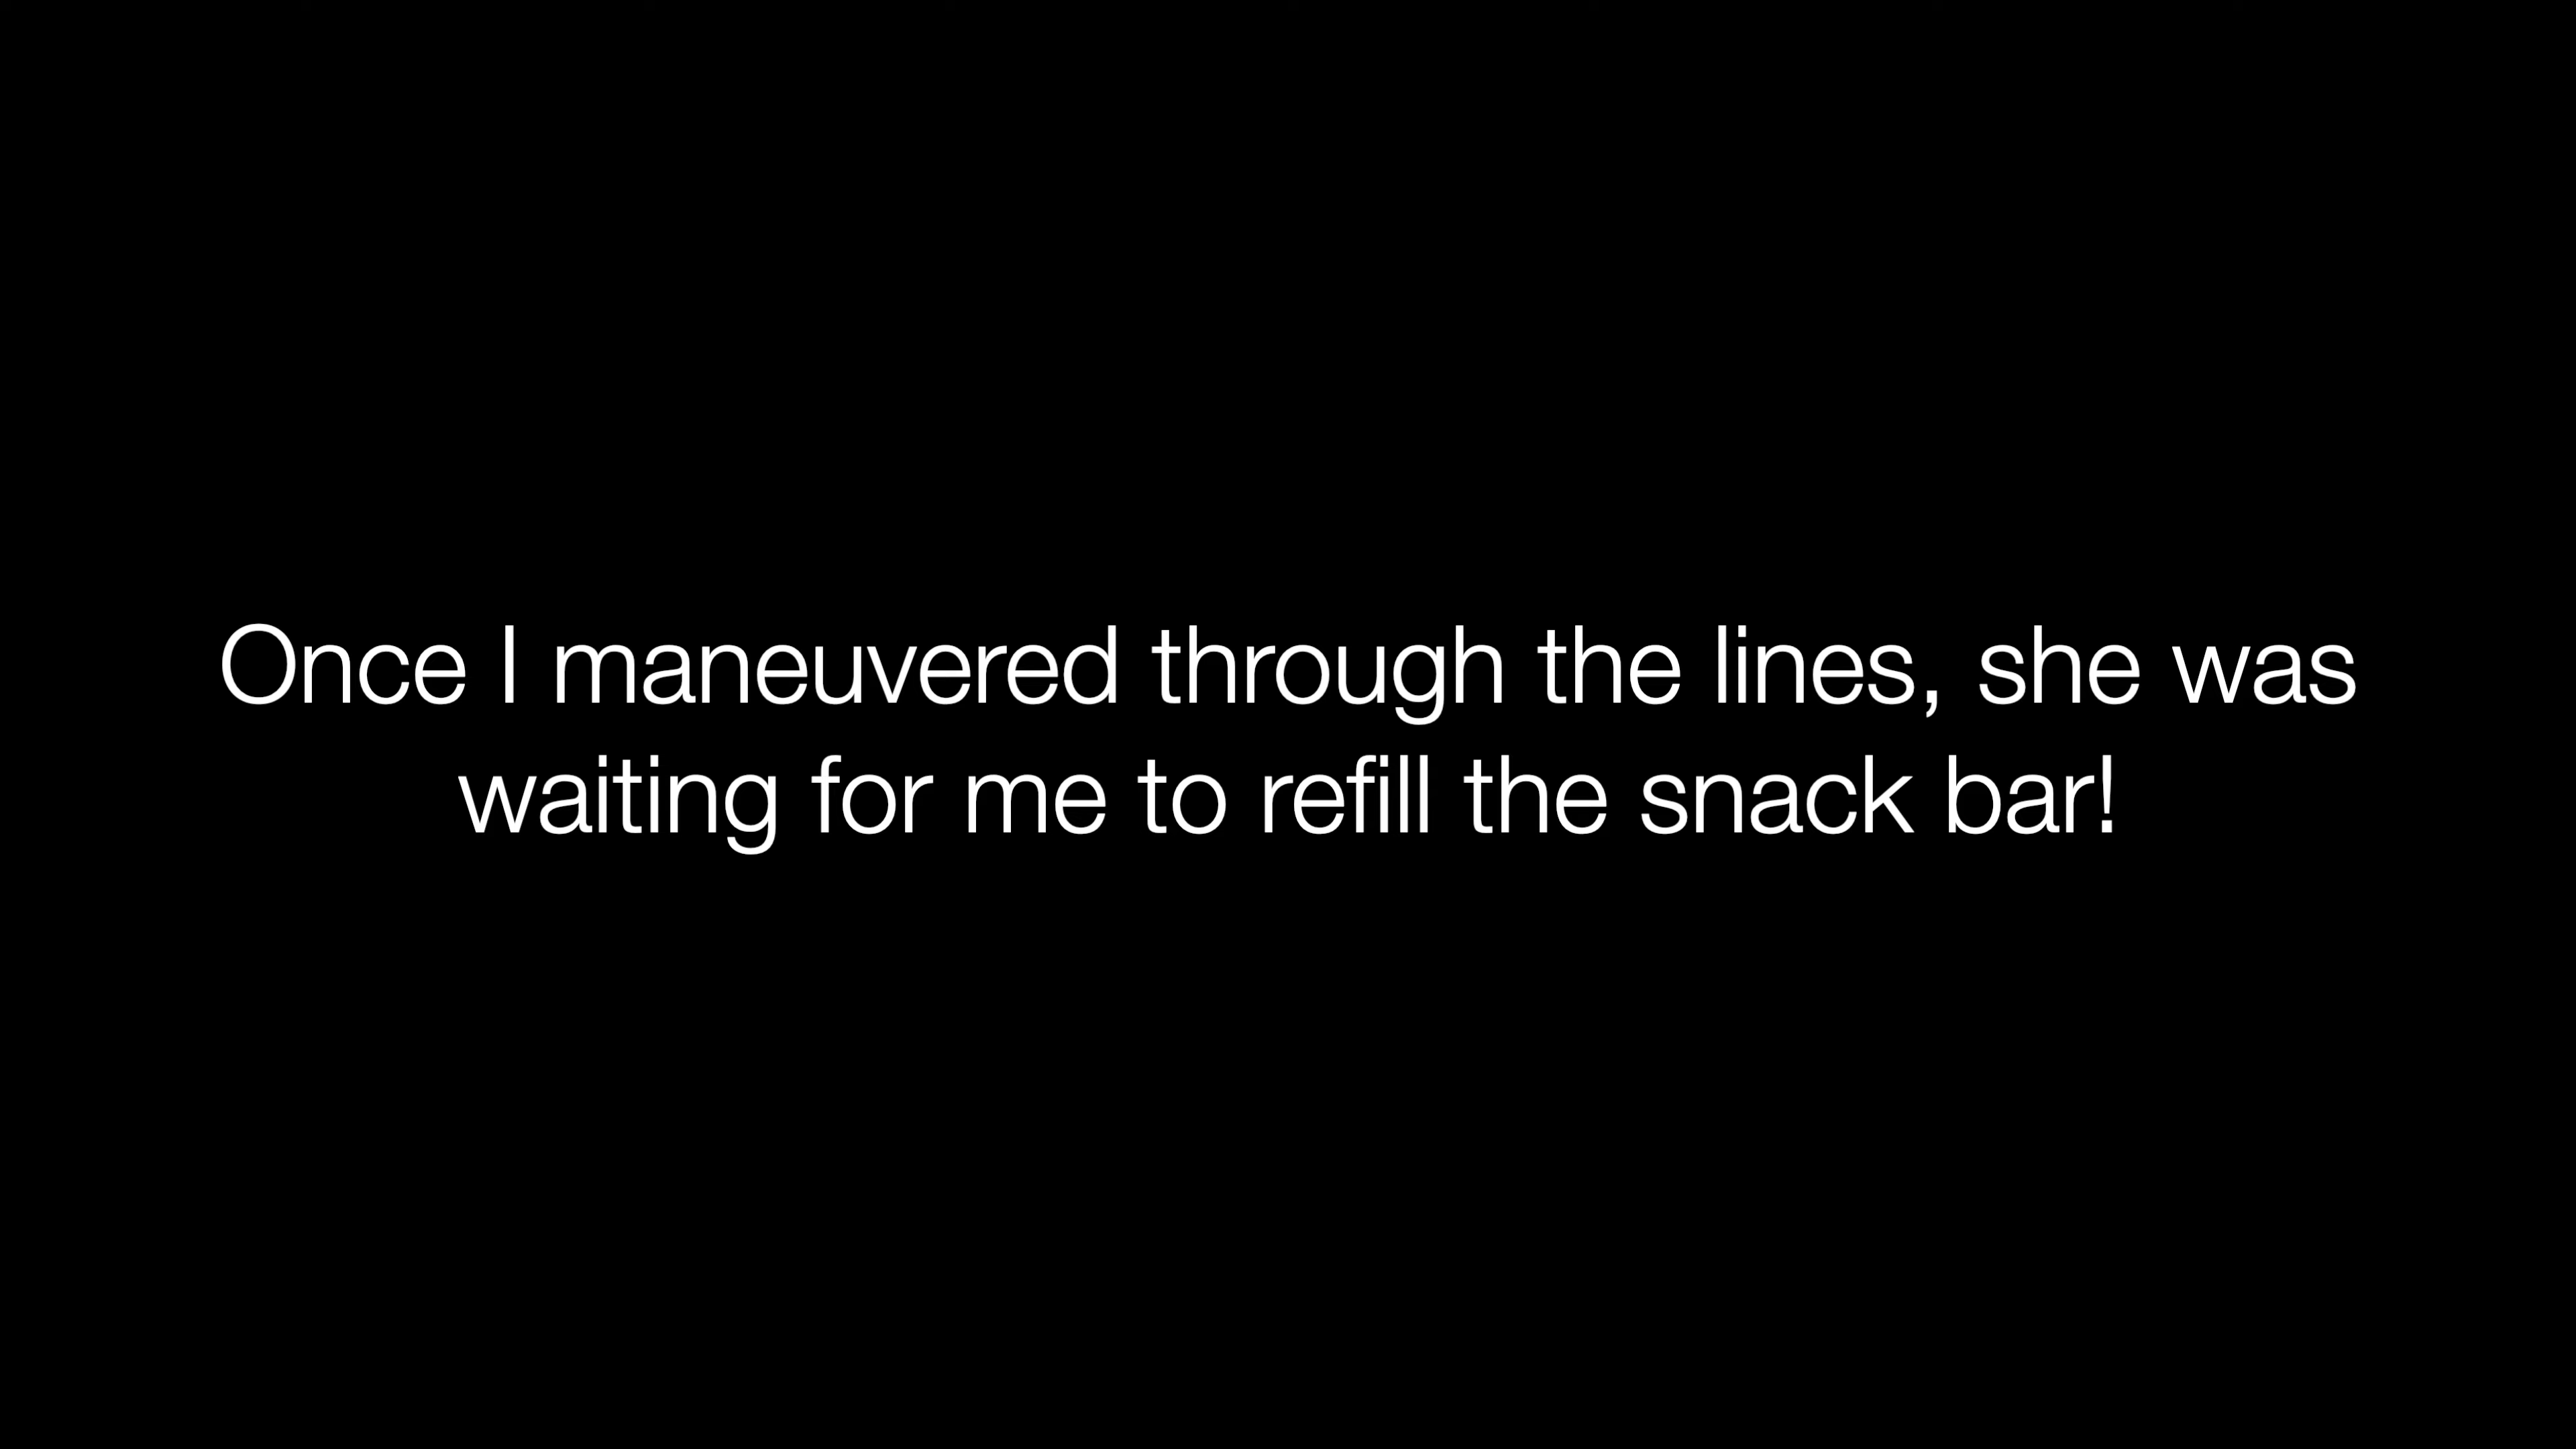 Once I maneuvered through the lines, she was
waiting for me to refill the snack bar!